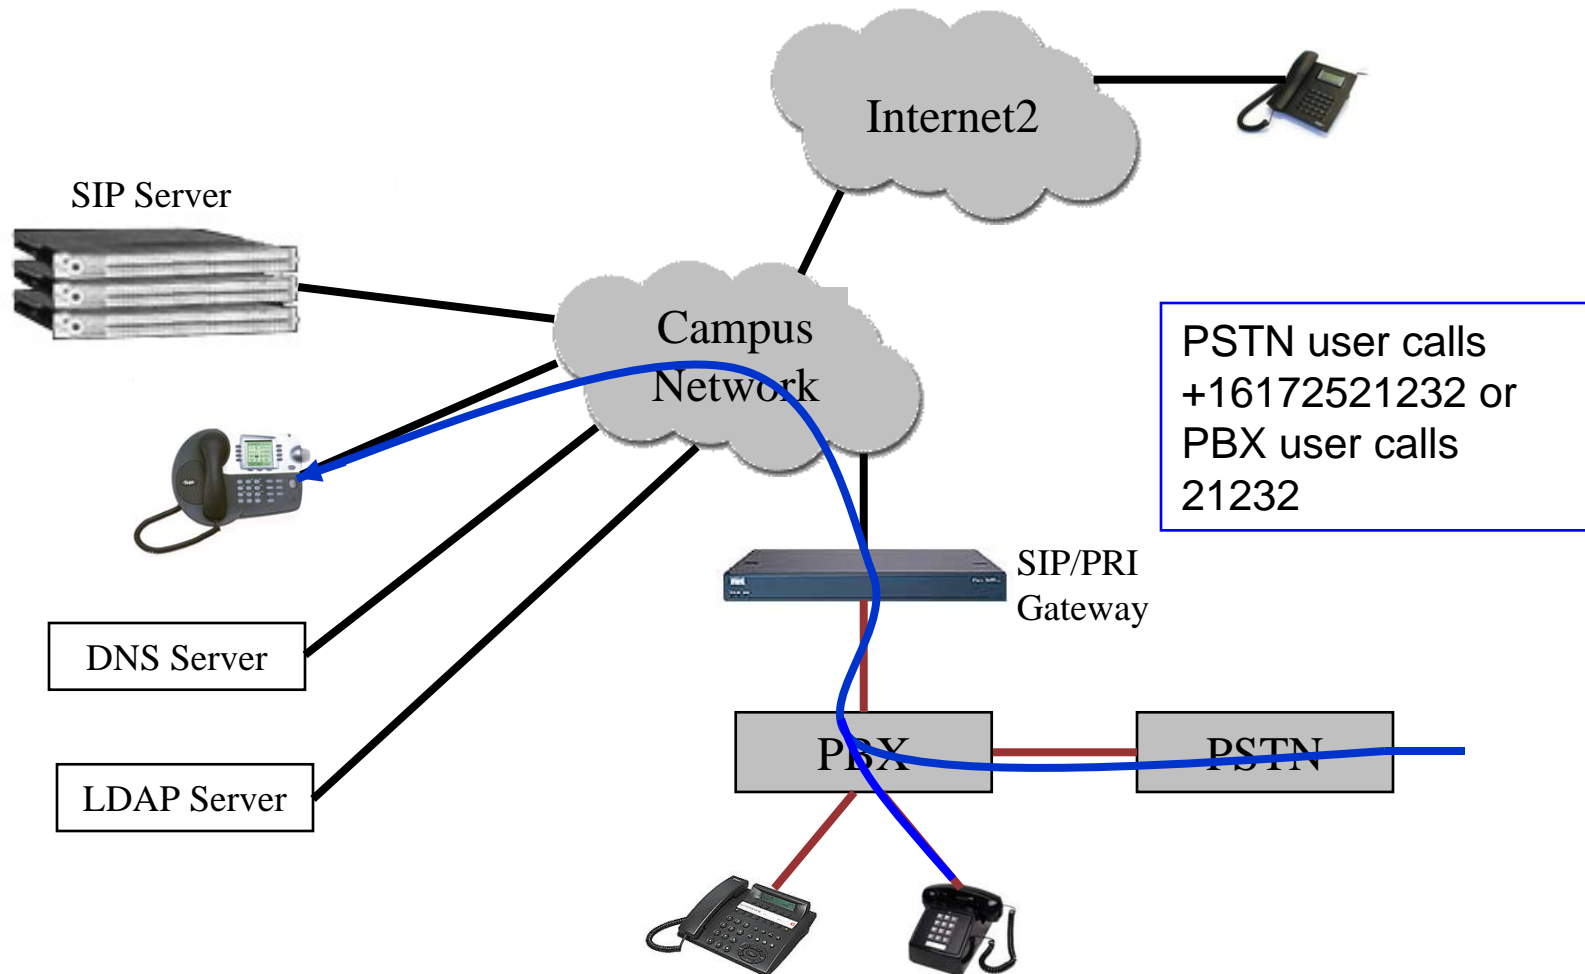 Internet2
SIP Server
Campus
Network
PSTN user calls
+16172521232 or
PBX user calls
21232
SIP/PRI
Gateway
DNS Server
PBX
PSTN
LDAP Server